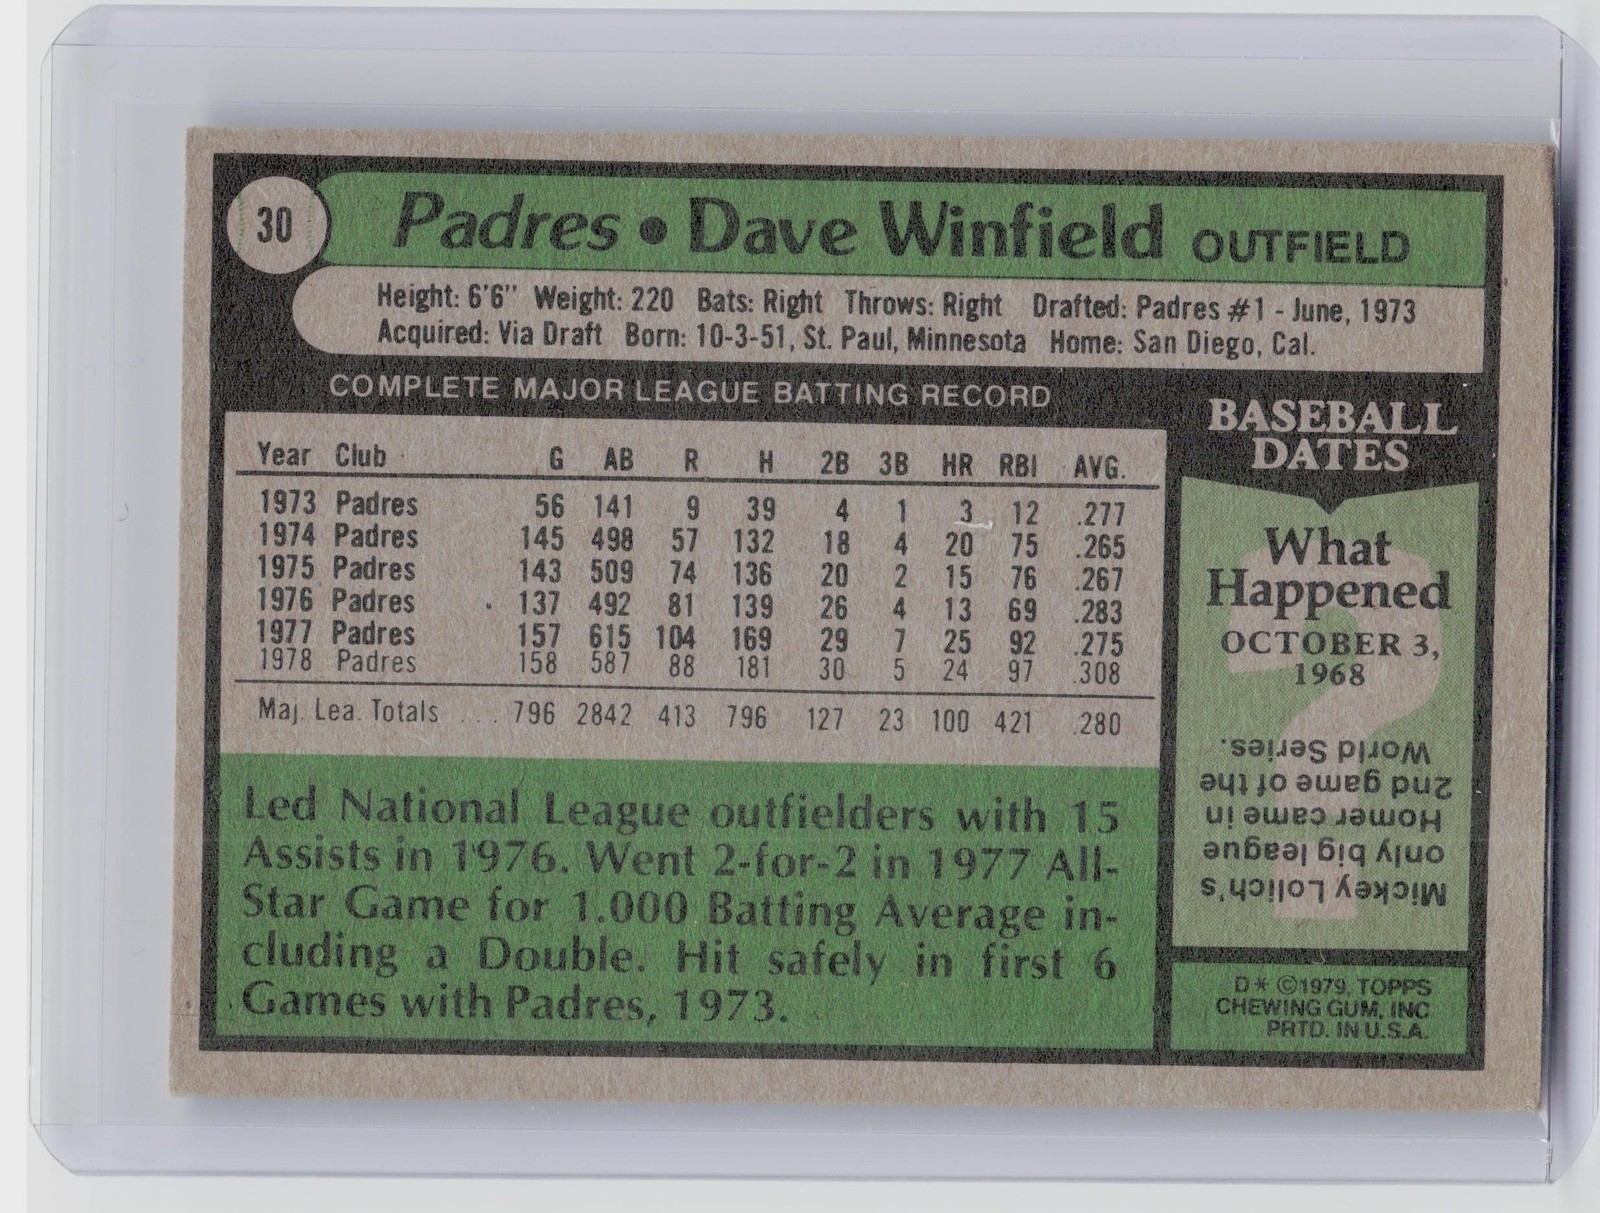 30
Padres • Dave Winfield OUTFIELD
Height: 6'6" Weight: 220 Bats: Right Throws: Right Drafted: Padres #1 - June, 1973
Acquired: Via Draft Born: 10-3-51, St. Paul, Minnesota Home: San Diego, Cal.
COMPLETE MAJOR LEAGUE BATTING RECORD
Year Club G AB R H 2B 3B HR RBI AVG.
1973 Padres 56 141 9 39 4 1 3 12 .277
1974 Padres 145 498 57 132 18 4 20 75 .265
1975 Padres 143 509 74 136 20 2 15 76 .267
1976 Padres 137 492 81 139 26 4 13 69 .283
1977 Padres 157 615 104 169 29 7 25 92 .275
1978 Padres 158 587 88 181 30 5 24 97 .308
Maj. Lea. Totals ... 796 2842 413 796 127 23 100 421 .280
Led National League outfielders with 15
Assists in 1976. Went 2-for-2 in 1977 All-
Star Game for 1.000 Batting Average in-
cluding a Double. Hit safely in first 6
Games with Padres, 1973.
BASEBALL
DATES
What
Happened
OCTOBER 3,
1968
?
Mickey Lolich's
only big league
Homer came in
2nd game of the
World Series.
D* ©1979, TOPPS
CHEWING GUM, INC
PRTD. IN U.S.A.